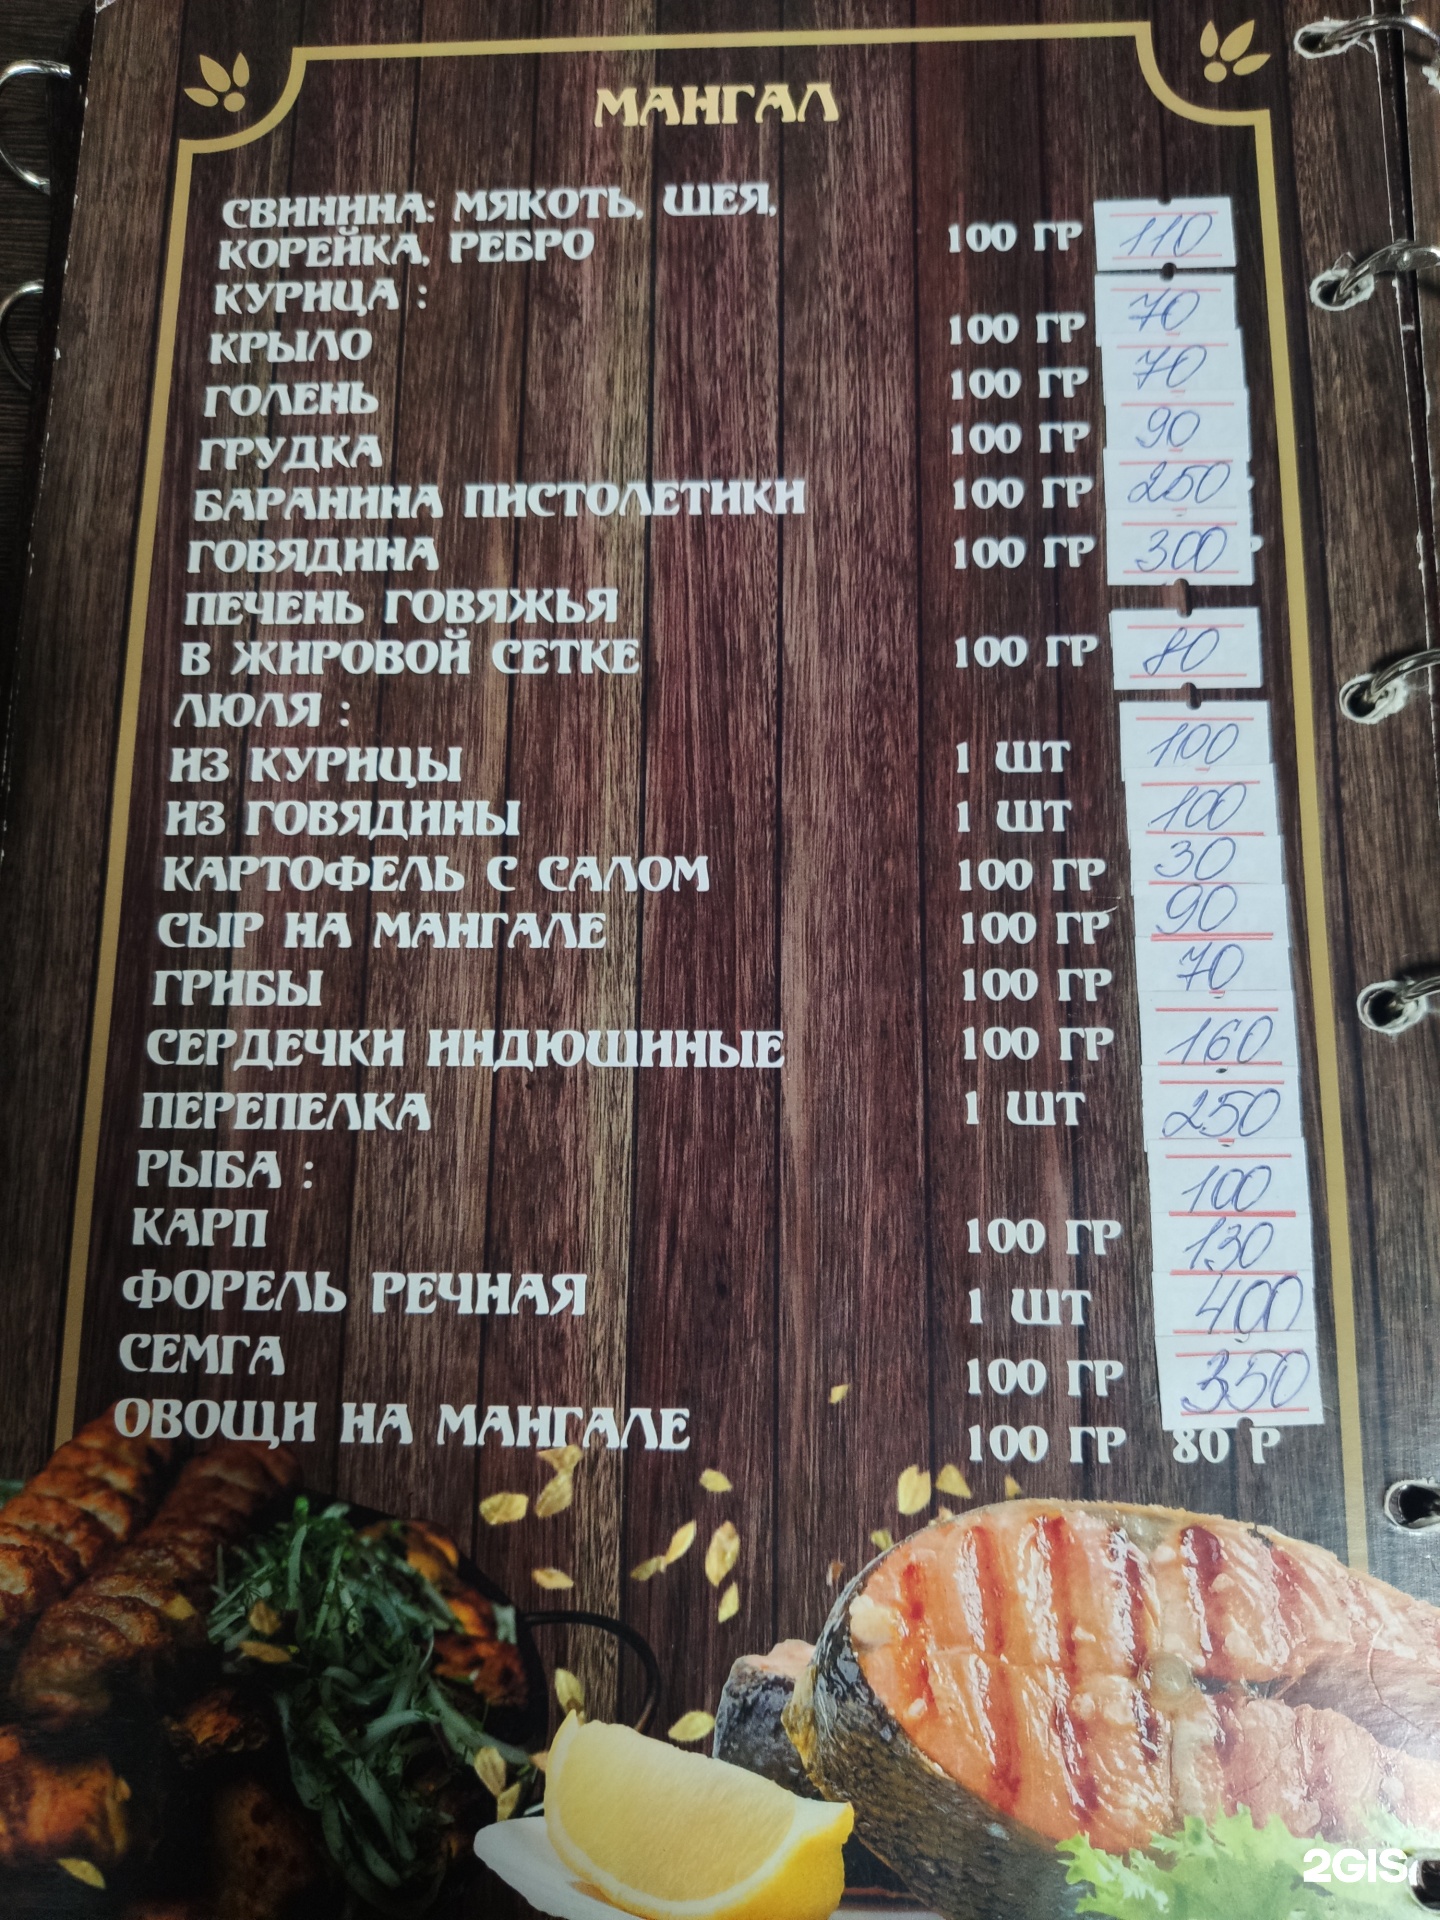 МАНГАЛ
СВИНИНА: МЯКОТЬ, ШЕЯ,
КОРЕЙКА, РЕБРО 100 ГР 110
КУРИЦА :
КРЫЛО 100 ГР 70
ГОЛЕНЬ 100 ГР 70
ГРУДКА 100 ГР 90
БАРАНИНА ПИСТОЛЕТИКИ 100 ГР 250
ГОВЯДИНА 100 ГР 300
ПЕЧЕНЬ ГОВЯЖЬЯ
В ЖИРОВОЙ СЕТКЕ 100 ГР 80
ЛЮЛЯ :
ИЗ КУРИЦЫ 1 ШТ 100
ИЗ ГОВЯДИНЫ 1 ШТ 100
КАРТОФЕЛЬ С САЛОМ 100 ГР 30
СЫР НА МАНГАЛЕ 100 ГР 90
ГРИБЫ 100 ГР 70
СЕРДЕЧКИ ИНДЮШИНЫЕ 100 ГР 160
ПЕРЕПЕЛКА 1 ШТ 250
РЫБА : 100
КАРП 100 ГР 130
ФОРЕЛЬ РЕЧНАЯ 1 ШТ 400
СЕМГА 100 ГР 350
ОВОЩИ НА МАНГАЛЕ 100 ГР 80 Р
2GIS